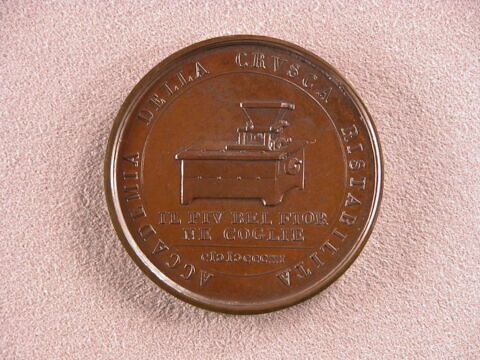 ACCADEMIA DELLA CRVSCA RISTABILITA
IL PIV BEL FIOR
NE COGLIE